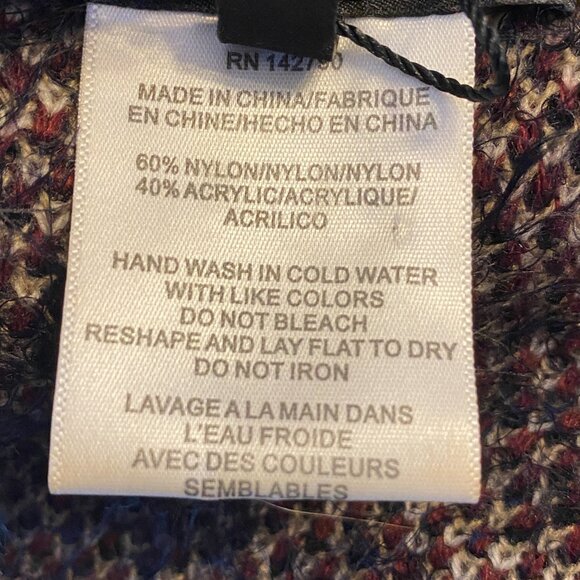 RN
MADE IN CHINA/FABRIQUE
EN CHINE/HECHO EN CHINA
60% NYLON/NYLON/NYLON
40% ACRYLIC/ACRYLIQUE/
ACRILICO
HAND WASH IN COLD WATER
WITH LIKE COLORS
DO NOT BLEACH
RESHAPE AND LAY FLAT TO DRY
DO NOT IRON
LAVAGE A LA MAIN DANS
L'EAU FROIDE
AVEC DES COULEURS
SEMBLABLES